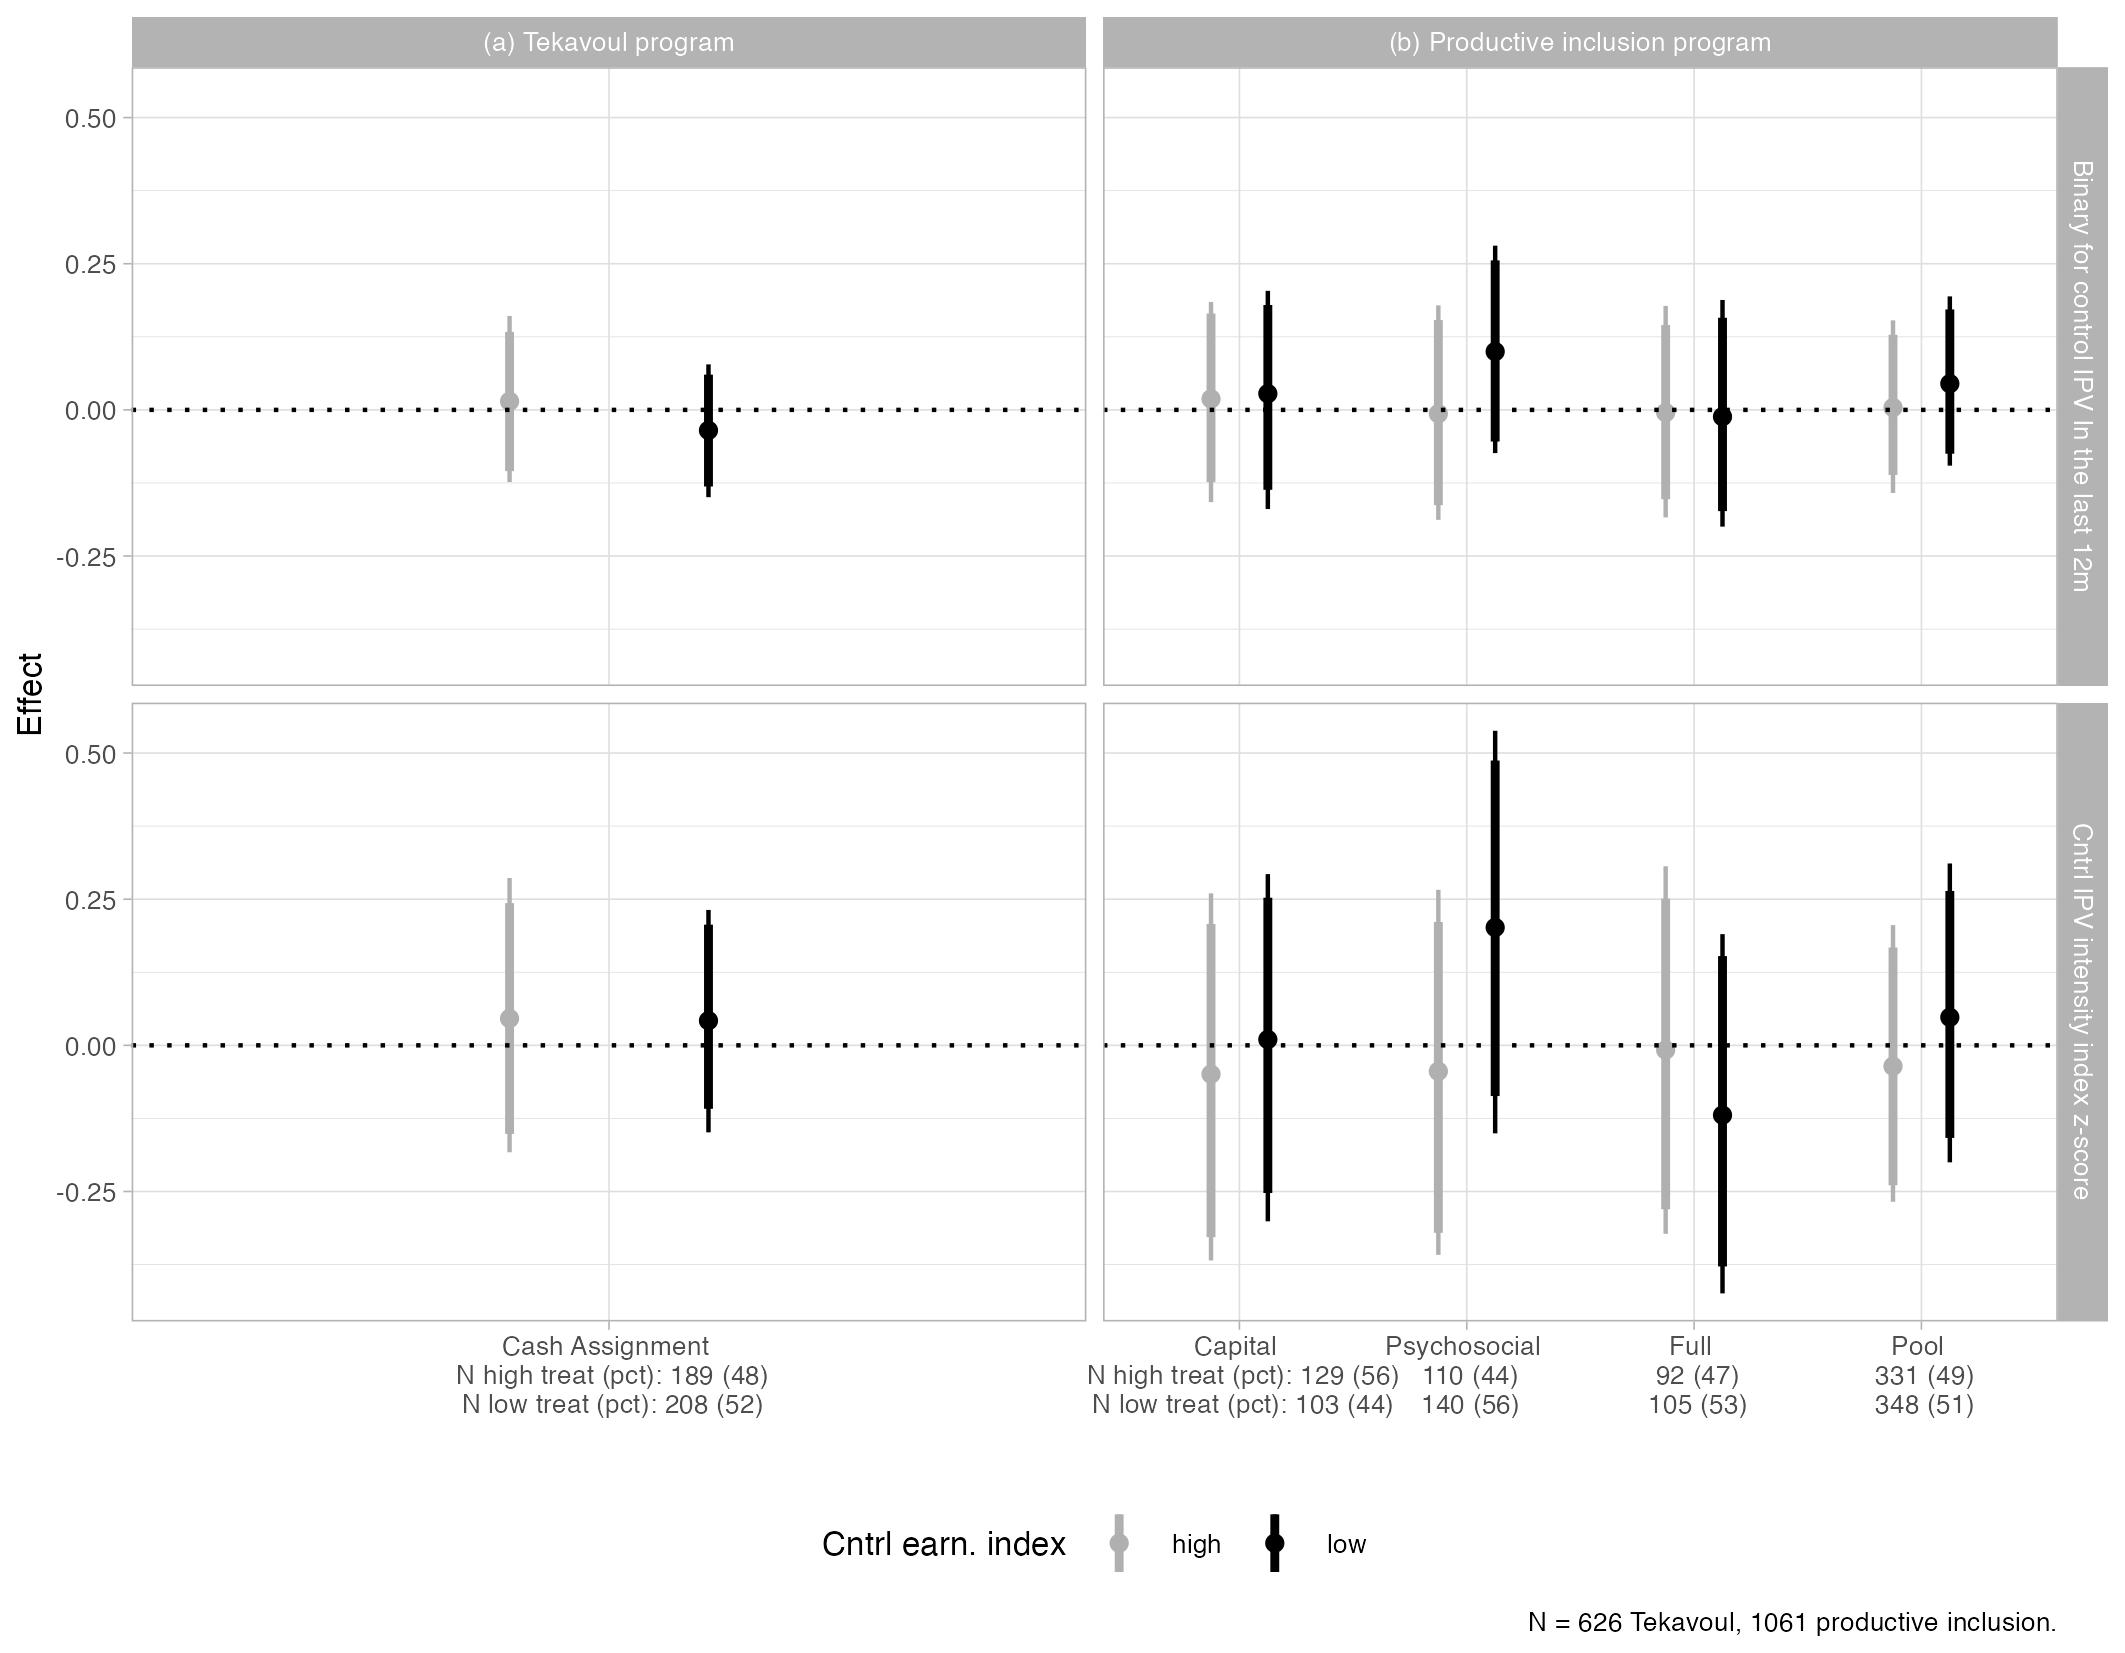 (a) Tekavoul program
(b) Productive inclusion program
0.50
0.25
0.00
-0.25
Binary for control IPV In the last 12m
Effect
0.50
0.25
0.00
-0.25
Cntrl IPV intensity index z-score
Cash Assignment
N high treat (pct): 189 (48)
N low treat (pct): 208 (52)
Capital
N high treat (pct): 129 (56)
N low treat (pct): 103 (44)
Psychosocial
110 (44)
140 (56)
Full
92 (47)
105 (53)
Pool
331 (49)
348 (51)
Cntrl earn. index
high
low
N = 626 Tekavoul, 1061 productive inclusion.